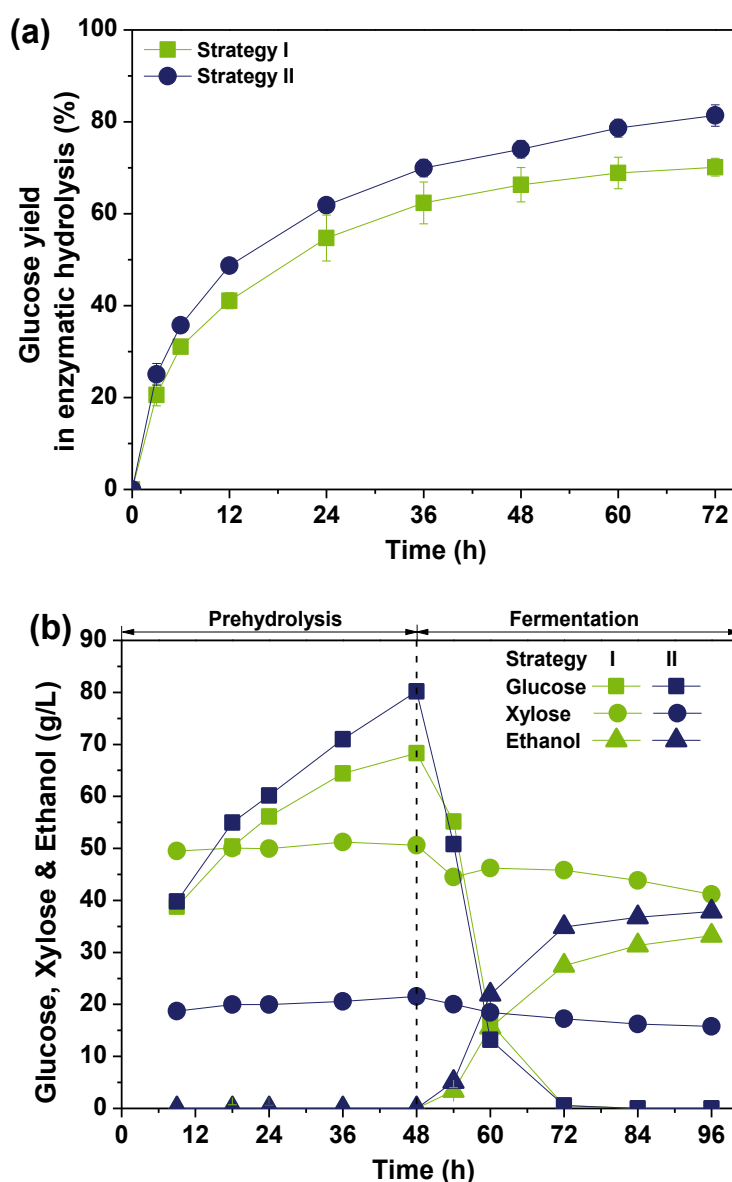 (a)
100
80
60
40
20
0
Glucose yield
in enzymatic hydrolysis (%)
Strategy I
Strategy II
0 12 24 36 48 60 72
Time (h)
(b)
Prehydrolysis Fermentation
90
80
70
60
50
40
30
20
10
0
Glucose, Xylose & Ethanol (g/L)
Strategy I II
Glucose
Xylose
Ethanol
0 12 24 36 48 60 72 84 96
Time (h)